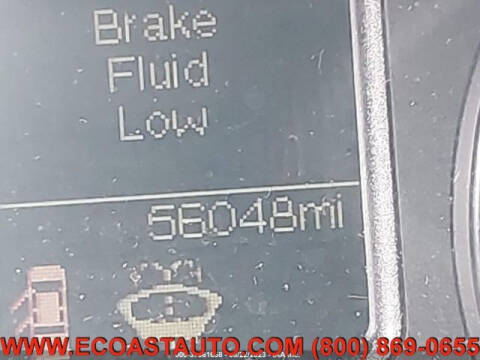 Brake
Fluid
Low
56048mi
WWW.ECOASTAUTO.COM (800) 869-0655